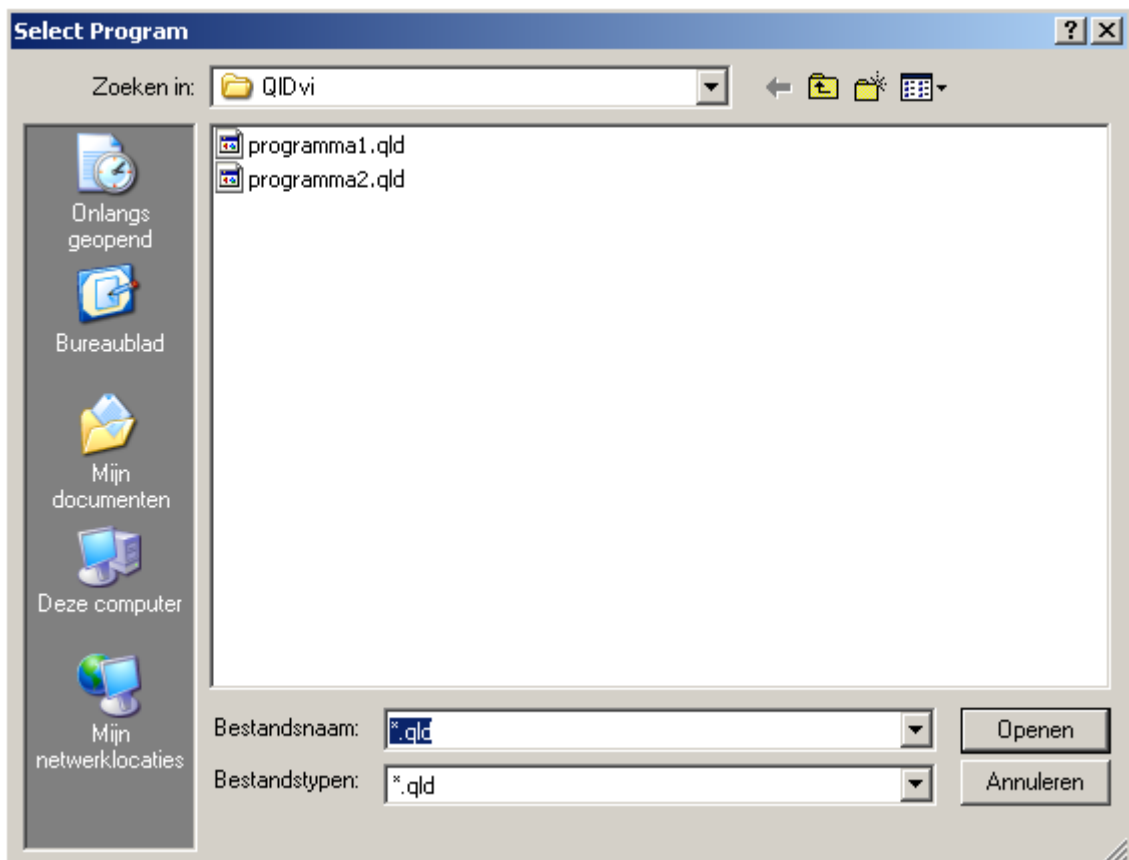 Select Program
Zoeken in: QIDvi
programma1.qld
programma2.qld
Onlangs
geopend
Bureaublad
Mijn
documenten
Deze computer
Mijn
netwerklocaties
Bestandsnaam: *.qld
Openen
Bestandstypen: *.qld
Annuleren